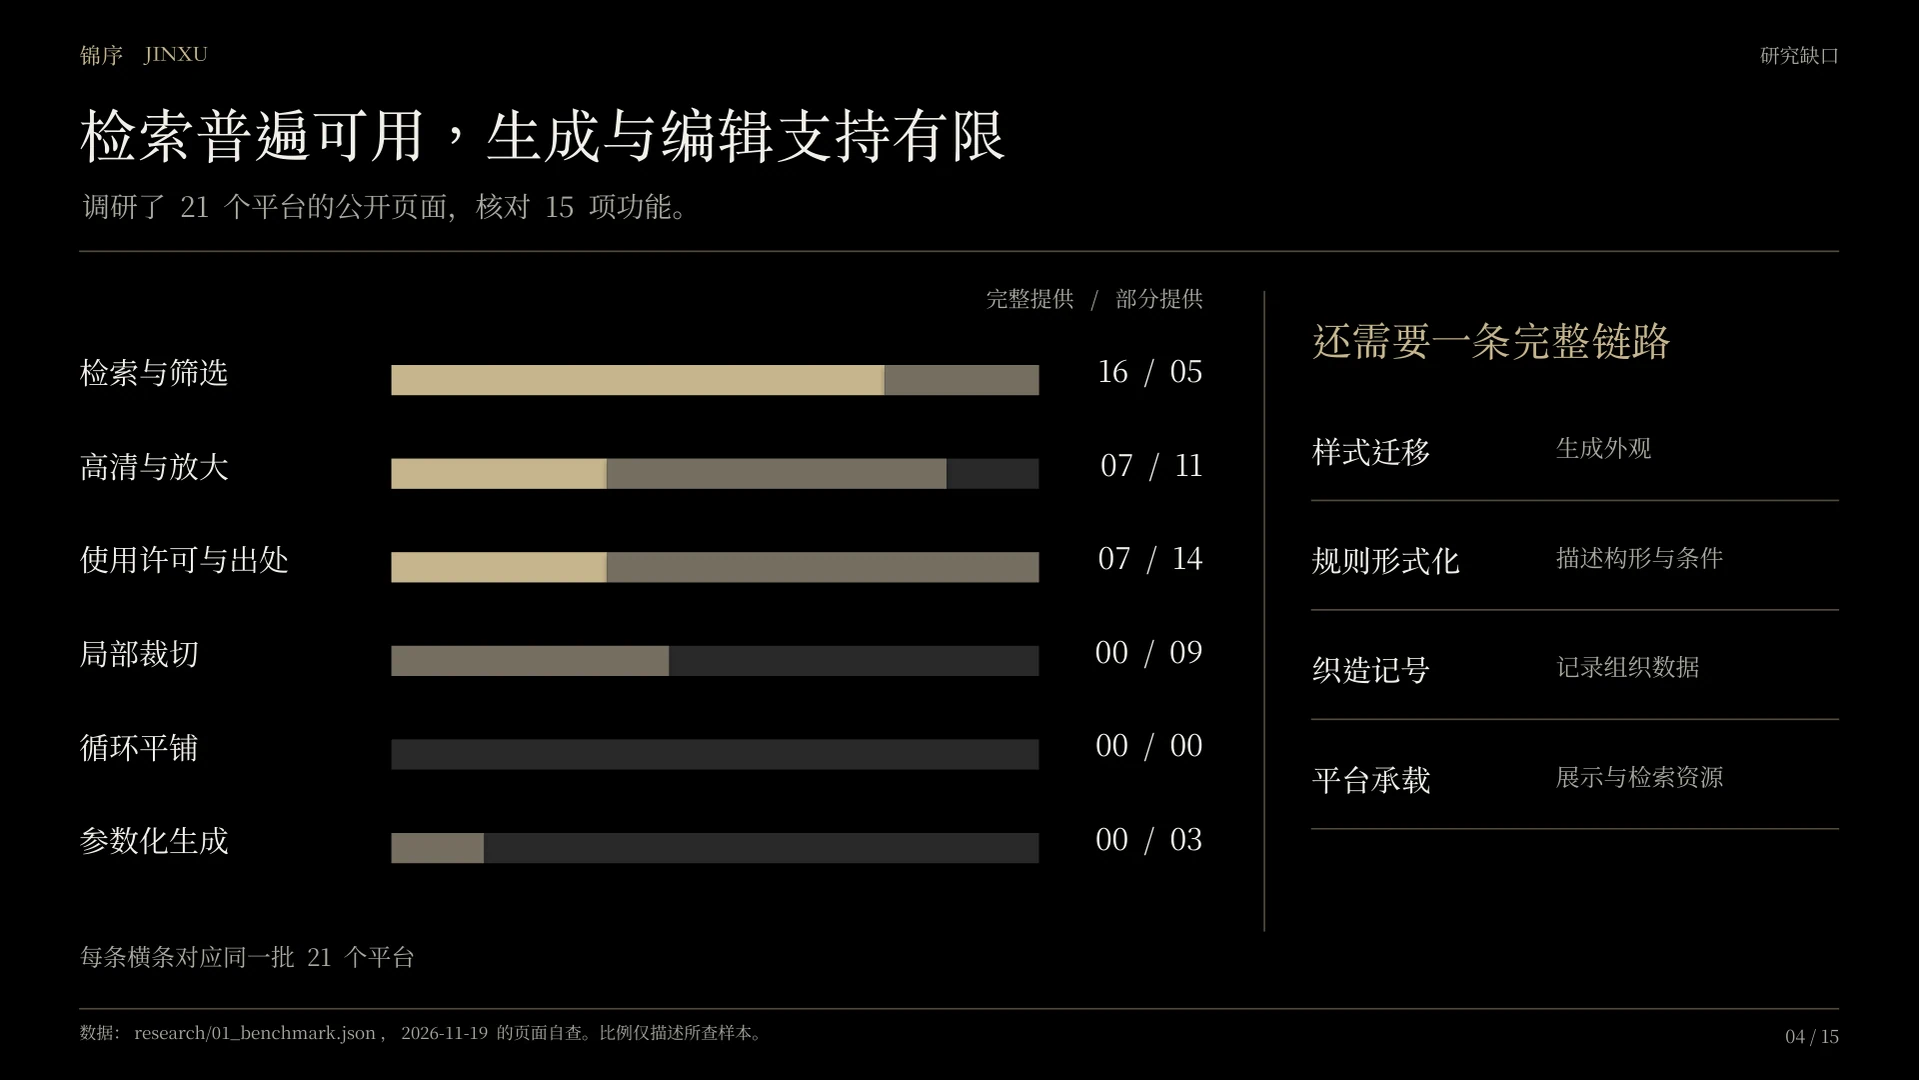 锦序 JINXU
研究缺口
检索普遍可用，生成与编辑支持有限
调研了 21 个平台的公开页面，核对 15 项功能。
完整提供 / 部分提供
检索与筛选 16 / 05
高清与放大 07 / 11
使用许可与出处 07 / 14
局部裁切 00 / 09
循环平铺 00 / 00
参数化生成 00 / 03
每条横条对应同一批 21 个平台
还需要一条完整链路
样式迁移 生成外观
规则形式化 描述构形与条件
织造记号 记录组织数据
平台承载 展示与检索资源
数据： research/01_benchmark.json， 2026-11-19 的页面自查。比例仅描述所查样本。
04 / 15